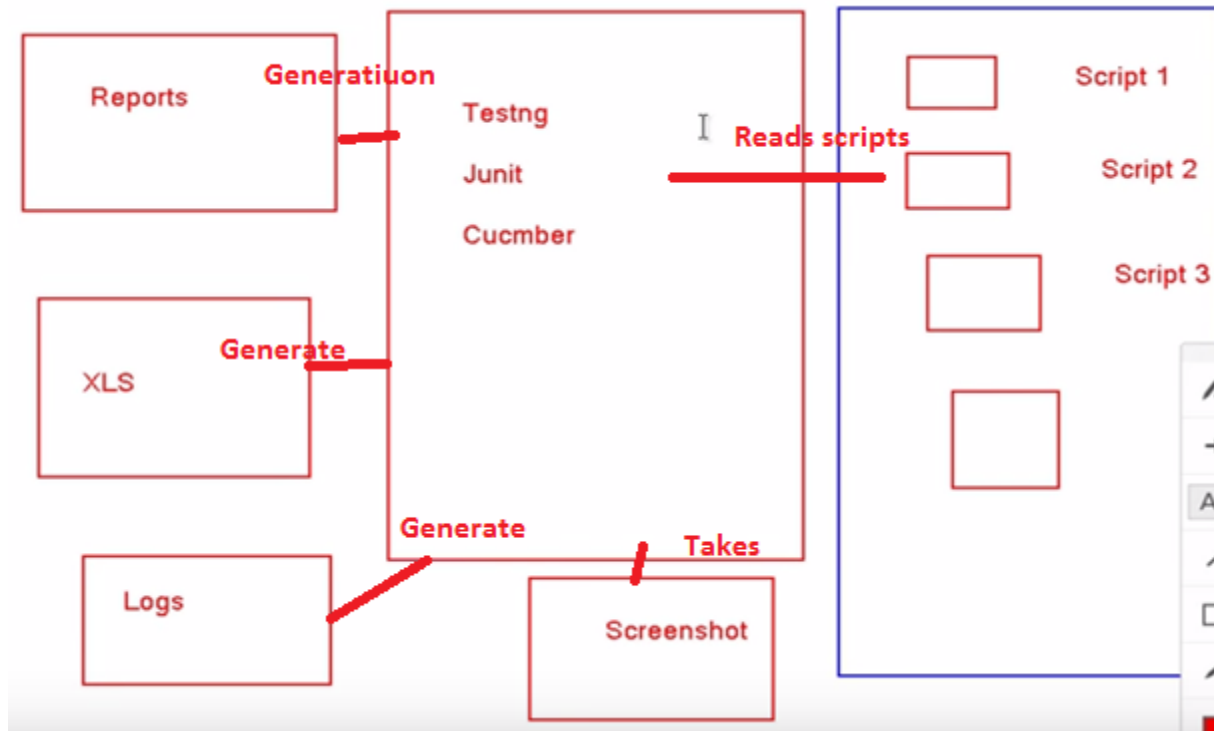 Reports
Generatiuon
Testng
Junit
Cucmber
Reads scripts
Script 1
Script 2
Script 3
XLS
Generate
Logs
Generate
Takes
Screenshot
A